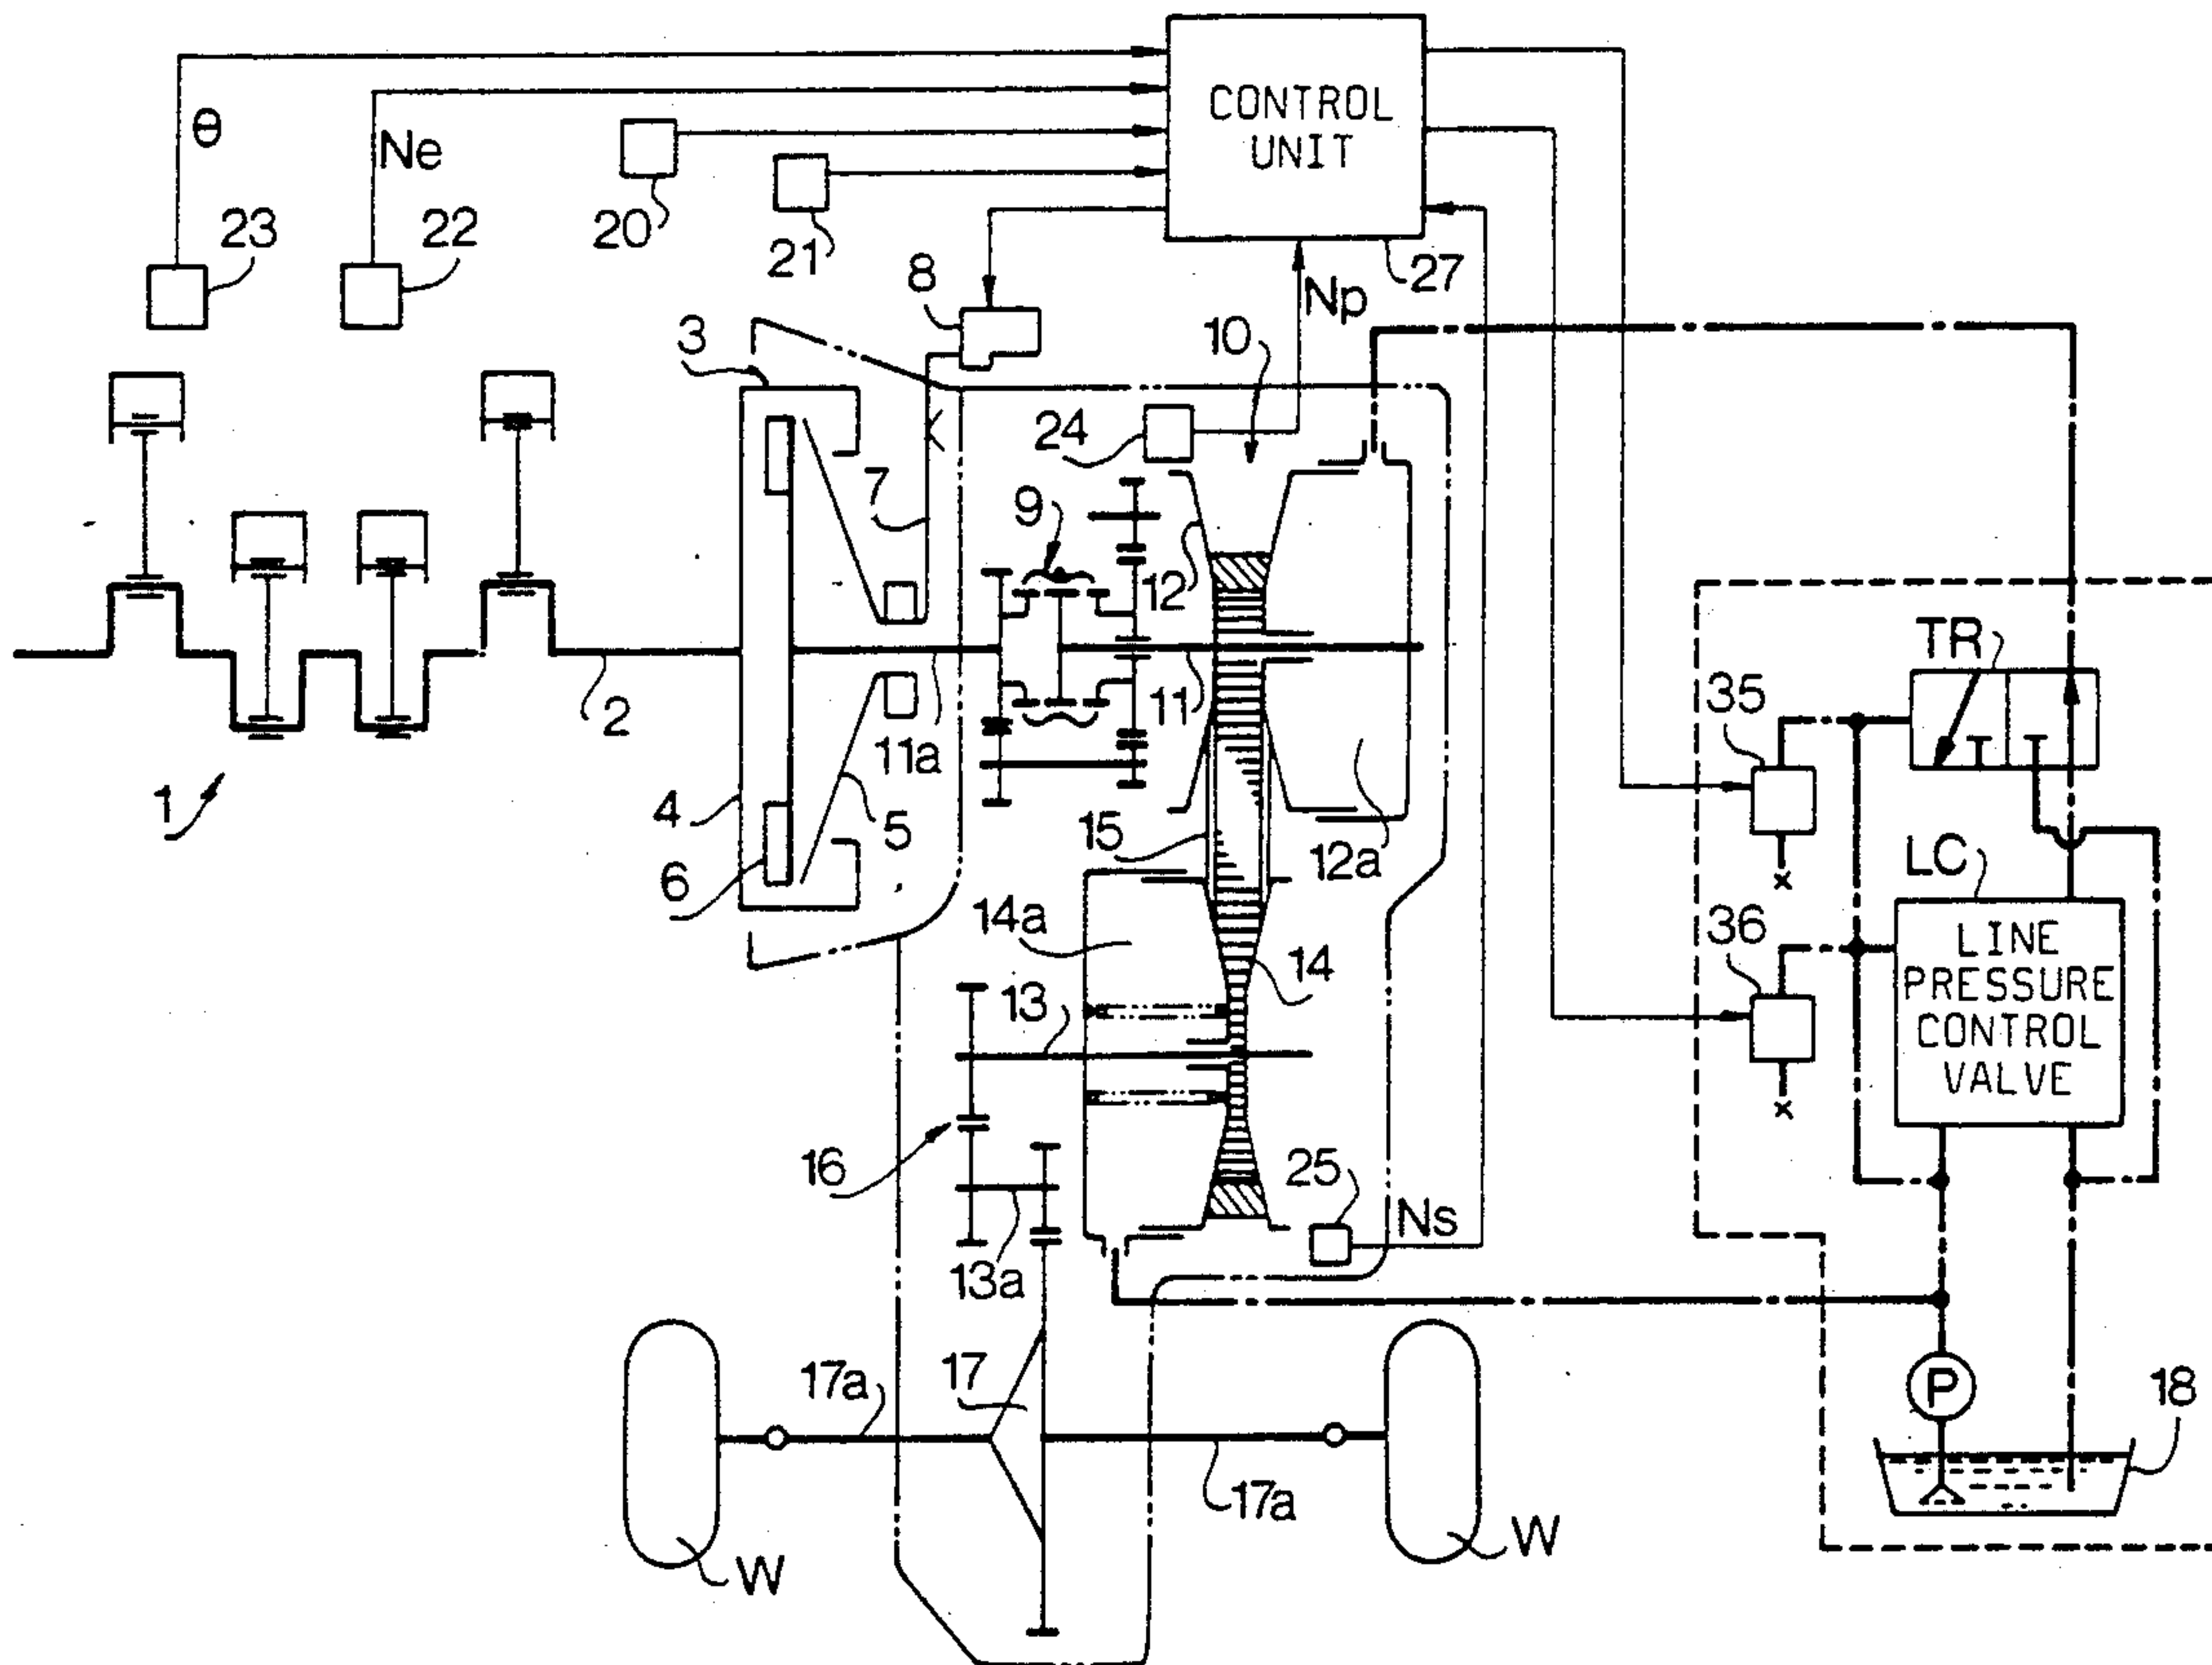 CONTROL
UNIT
θ
Ne
20
21
23
22
8
27
Np
3
10
24
7
9
12
TR
35
2
11a
11
1
4
5
15
12a
LC
6
14a
36
LINE
PRESSURE
CONTROL
VALVE
14
13
16
25
Ns
13a
17
17a
P
18
17a
W
W